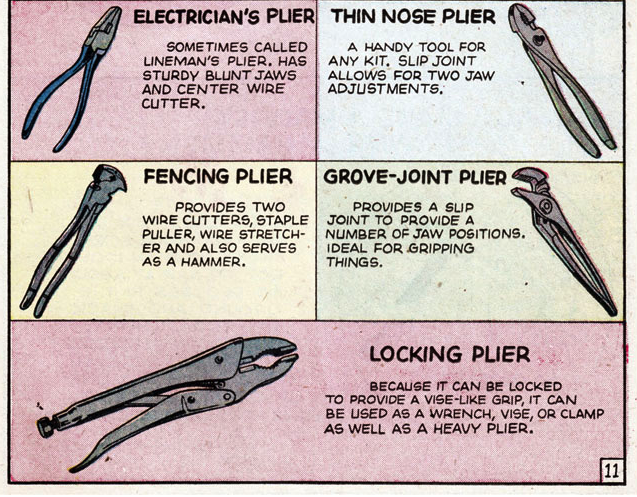 ELECTRICIAN'S PLIER
SOMETIMES CALLED
LINEMAN'S PLIER. HAS
STURDY BLUNT JAWS
AND CENTER WIRE
CUTTER.
THIN NOSE PLIER
A HANDY TOOL FOR
ANY KIT. SLIP JOINT
ALLOWS FOR TWO JAW
ADJUSTMENTS.
FENCING PLIER
PROVIDES TWO
WIRE CUTTERS, STAPLE
PULLER, WIRE STRETCH-
ER AND ALSO SERVES
AS A HAMMER.
GROVE-JOINT PLIER
PROVIDES A SLIP
JOINT TO PROVIDE A
NUMBER OF JAW POSITIONS.
IDEAL FOR GRIPPING
THINGS.
LOCKING PLIER
BECAUSE IT CAN BE LOCKED
TO PROVIDE A VISE-LIKE GRIP, IT CAN
BE USED AS A WRENCH, VISE, OR CLAMP
AS WELL AS A HEAVY PLIER.
11